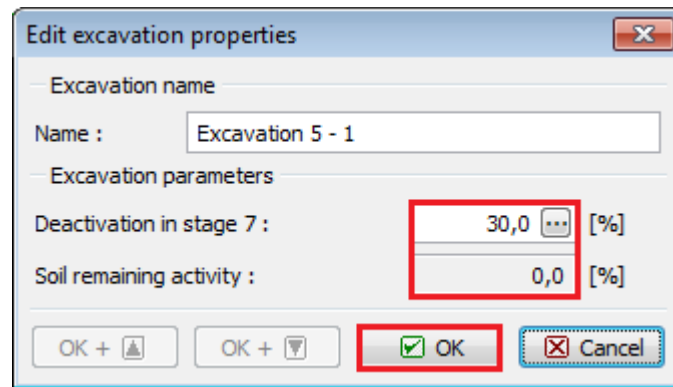 Edit excavation properties
Excavation name
Name : Excavation 5 - 1
Excavation parameters
Deactivation in stage 7 : 30,0 ... [%]
Soil remaining activity : 0,0 [%]
OK + OK + OK Cancel